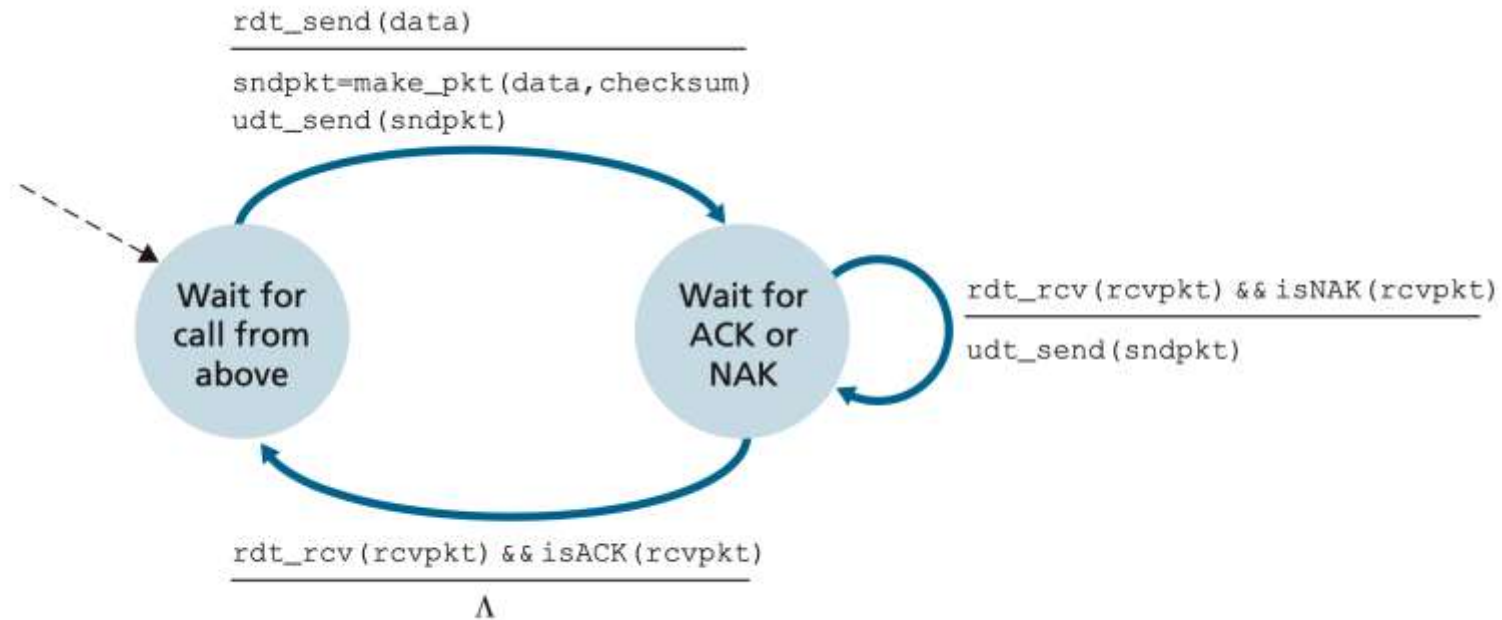 rdt_send(data)
sndpkt=make_pkt(data,checksum)
udt_send(sndpkt)
Wait for
call from
above
Wait for
ACK or
NAK
rdt_rcv(rcvpkt) && isNAK(rcvpkt)
udt_send(sndpkt)
rdt_rcv(rcvpkt) && isACK(rcvpkt)
Λ